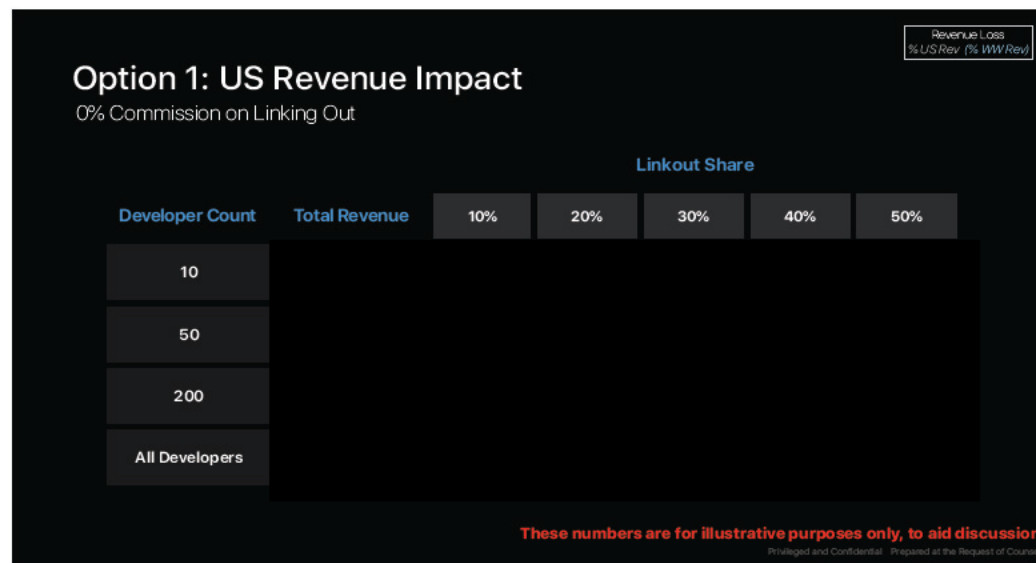 Revenue Loss
% US Rev (% WW Rev)
Option 1: US Revenue Impact
0% Commission on Linking Out
Linkout Share
Developer Count Total Revenue 10% 20% 30% 40% 50%
10
50
200
All Developers
These numbers are for illustrative purposes only, to aid discussion
Privileged and Confidential Prepared at the Request of Counse